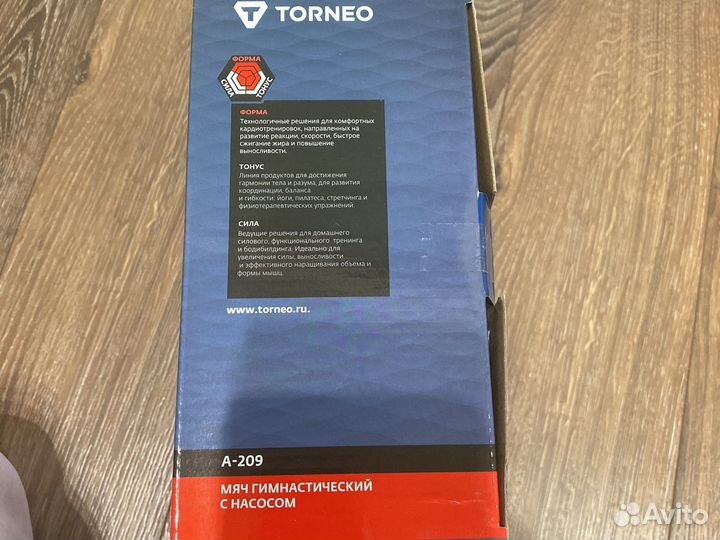 TORNEO
ФОРМА
СИЛА
ТОНУС
ФОРМА
Технологичные решения для комфортных
кардиотренировок, направленных на
развитие реакции, скорости, быстрое
сжигание жира и повышение
выносливости.
ТОНУС
Линия продуктов для достижения
гармонии тела и разума, для развития
координации, баланса
и гибкости: йоги, пилатеса, стретчинга и
физиотерапевтических упражнений.
СИЛА
Ведущие решения для домашнего
силового, функционального тренинга
и бодибилдинга. Идеально для
увеличения силы, выносливости
и эффективного наращивания объема и
формы мышц.
www.torneo.ru.
A-209
МЯЧ ГИМНАСТИЧЕСКИЙ
С НАСОСОМ
Avito